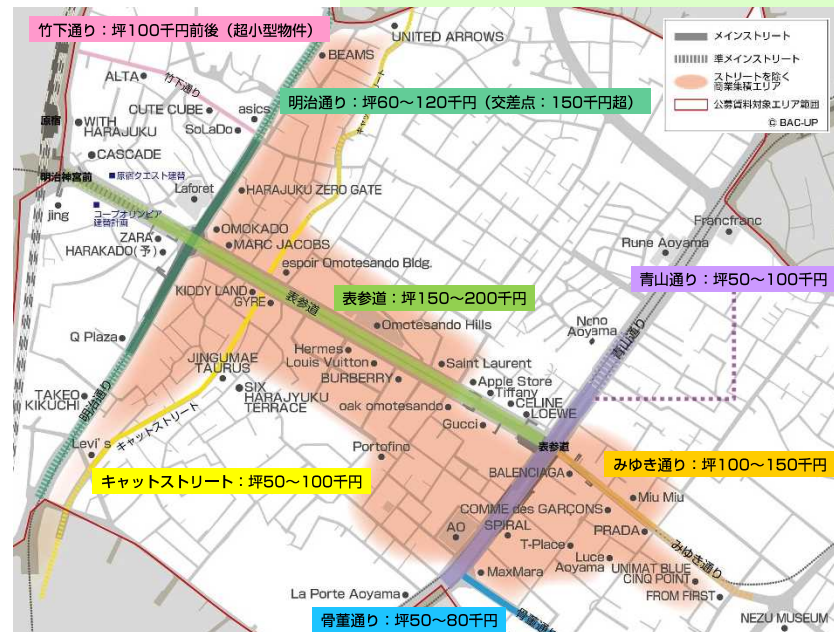 竹下通り：坪100千円前後（超小型物件）
UNITED ARROWS
BEAMS
メインストリート
準メインストリート
ストリートを除く
商業集積エリア
公募賃料対象エリア範囲
© BAC-UP
ALTA
竹下通り
キャットストリート
CUTE CUBE
asics
明治通り：坪60〜120千円（交差点：150千円超）
原宿
WITH
HARAJUKU
SoLaDo
CASCADE
明治神宮前
■原宿クエスト建替
Laforet
HARAJUKU ZERO GATE
jing
■コープオリンピア
建替計画
OMOKADO
Francfranc
ZARA
MARC JACOBS
Rune Aoyama
HARAKADO(予)
espoir Omotesando Bldg.
青山通り：坪50〜100千円
KIDDY LAND
GYRE
表参道
表参道：坪150〜200千円
Omotesando Hills
Nono
Aoyama
青山通り
Q Plaza
Hermes
JINGUMAE
TAURUS
Louis Vuitton
Saint Laurent
BURBERRY
Apple Store
TAKEO
KIKUCHI
明治通り
SIX
HARAJYUKU
TERRACE
Tiffany
CELINE
oak omotesando
LOEWE
Gucci
キャットストリート
Levi's
Portofino
表参道
みゆき通り：坪100〜150千円
キャットストリート：坪50〜100千円
BALENCIAGA
Miu Miu
COMME des GARÇONS
AO
SPIRAL
PRADA
T-Place
みゆき通り
Luce
Aoyama
UNIMAT BLUE
CINQ POINT
MaxMara
FROM FIRST
La Porte Aoyama
骨董通り：坪50〜80千円
骨董通り
NEZU MUSEUM